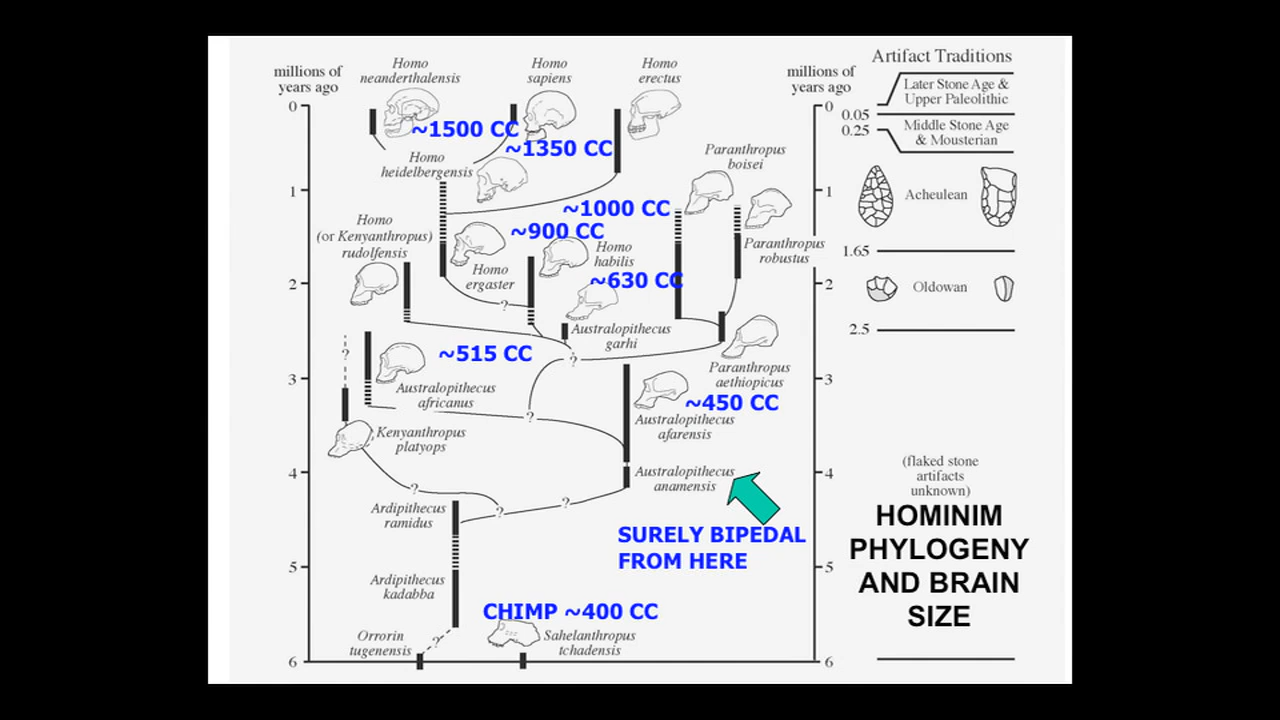 Homo
neanderthalensis
Homo
sapiens
Homo
erectus
Artifact Traditions
millions of
years ago
millions of
years ago
Later Stone Age &
Upper Paleolithic
0
0
0.05
0.25
Middle Stone Age
& Mousterian
~1500 CC
~1350 CC
Homo
heidelbergensis
Paranthropus
boisei
1
1
Acheulean
~1000 CC
~900 CC
Homo
(or Kenyanthropus)
rudolfensis
Homo
habilis
Paranthropus
robustus
1.65
Homo
ergaster
~630 CC
2
2
Oldowan
?
Australopithecus
garhi
2.5
?
~515 CC
?
Paranthropus
aethiopicus
3
3
Australopithecus
africanus
~450 CC
?
Australopithecus
afarensis
Kenyanthropus
platyops
4
4
Australopithecus
anamensis
(flaked stone
artifacts
unknown)
?
?
?
Ardipithecus
ramidus
SURELY BIPEDAL
FROM HERE
HOMINIM
PHYLOGENY
AND BRAIN
SIZE
5
5
Ardipithecus
kadabba
CHIMP ~400 CC
Orrorin
tugenensis
?
Sahelanthropus
tchadensis
6
6